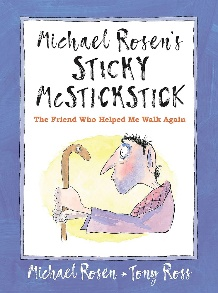 Michael Rosen's
STICKY
McSTICKSTICK
The Friend Who Helped Me Walk Again
Michael Rosen + Tony Ross